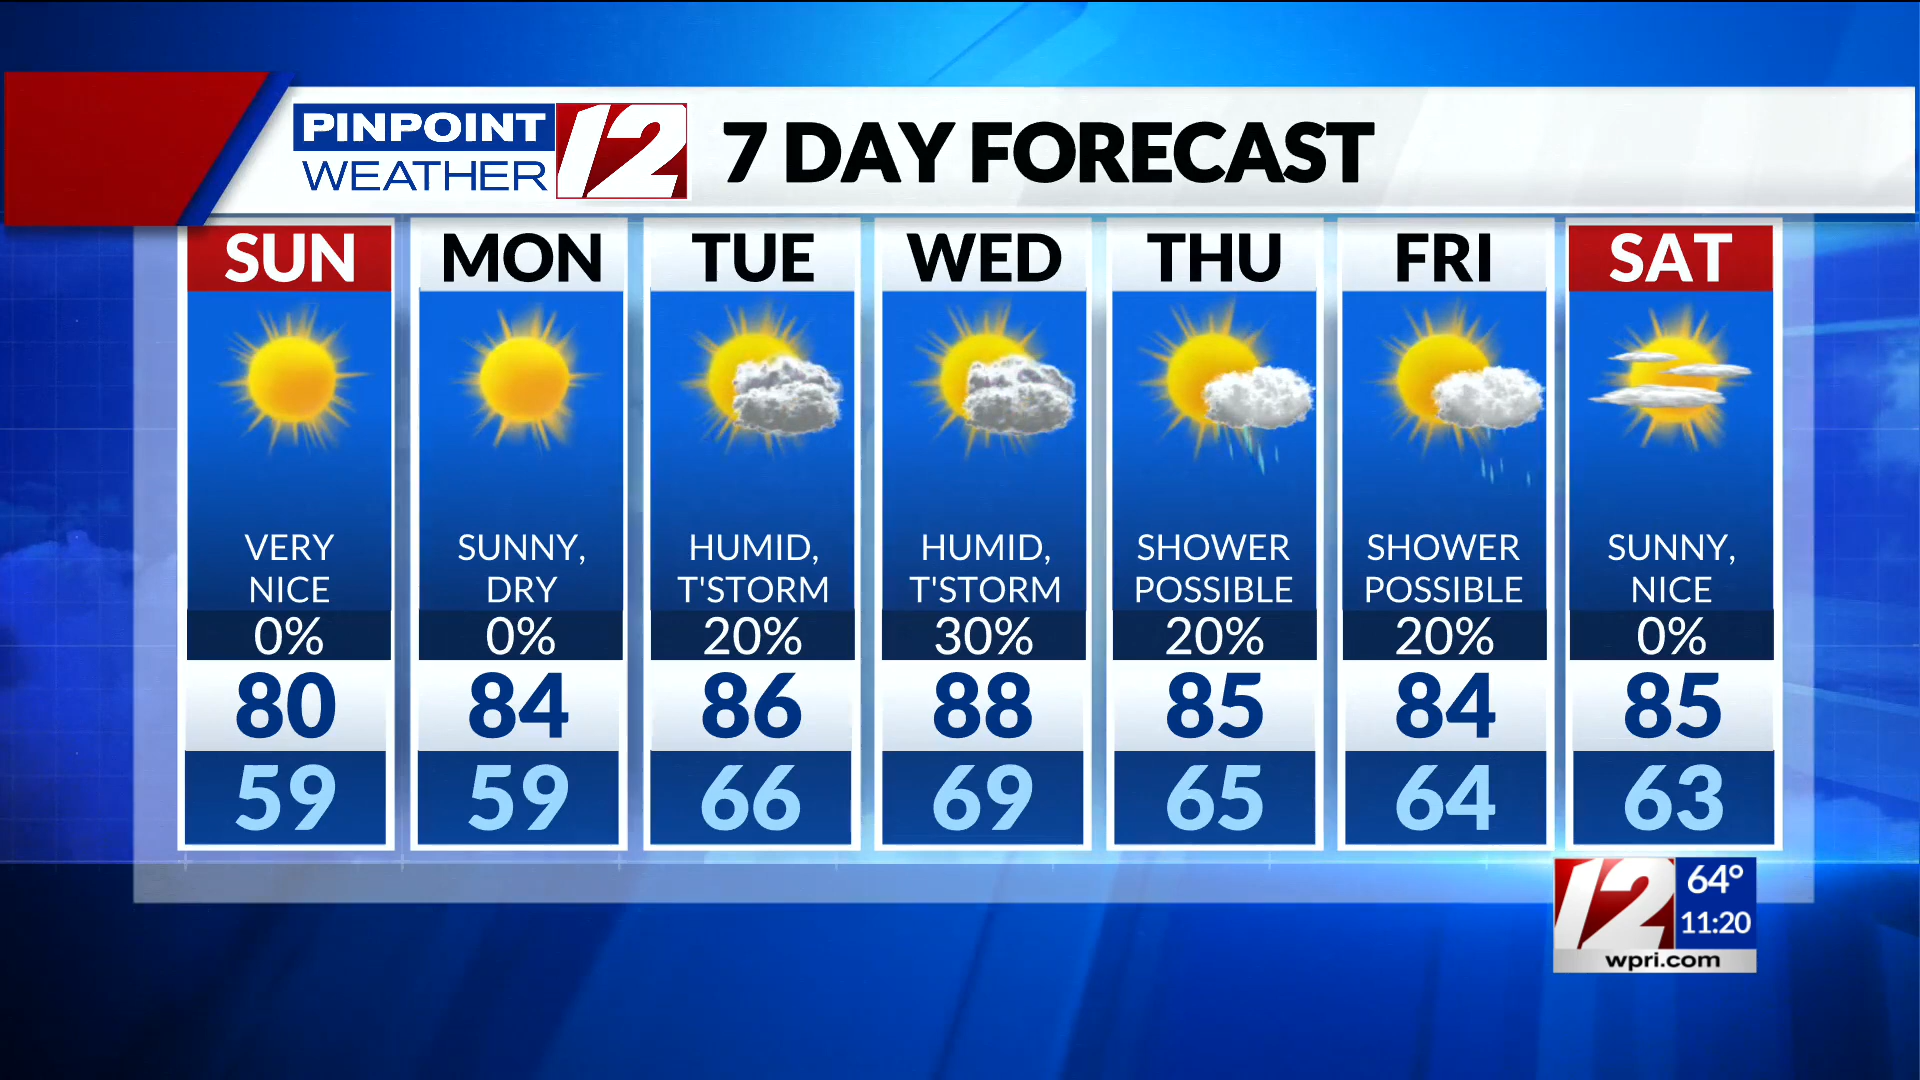 PINPOINT
WEATHER 12
7 DAY FORECAST
SUN MON TUE WED THU FRI SAT
VERY NICE
SUNNY, DRY
HUMID, T'STORM
HUMID, T'STORM
SHOWER POSSIBLE
SHOWER POSSIBLE
SUNNY, NICE
0% 0% 20% 30% 20% 20% 0%
80 84 86 88 85 84 85
59 59 66 69 65 64 63
12
64°
11:20
wpri.com